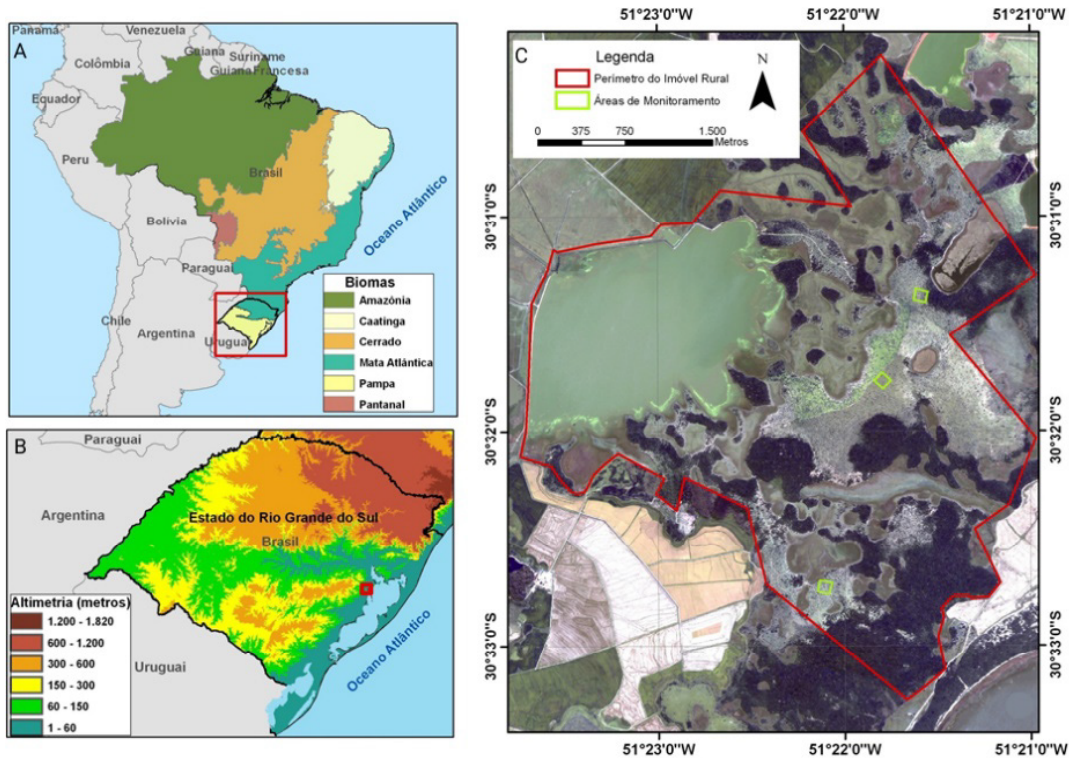 A
Panamá
Venezuela
Guiana
Suriname
Guiana Francesa
Colômbia
Equador
Peru
Brasil
Bolívia
Paraguai
Chile
Argentina
Uruguai
Oceano Atlântico
Biomas
Amazônia
Caatinga
Cerrado
Mata Atlântica
Pampa
Pantanal
B
Paraguai
Argentina
Estado do Rio Grande do Sul
Brasil
Uruguai
Oceano Atlântico
Altimetria (metros)
1.200 - 1.820
600 - 1.200
300 - 600
150 - 300
60 - 150
1 - 60
51°23'0"W 51°22'0"W 51°21'0"W
C
Legenda
Perímetro do Imóvel Rural
Áreas de Monitoramento
N
0 375 750 1.500
Metros
30°31'0"S 30°31'0"S
30°32'0"S 30°32'0"S
30°33'0"S 30°33'0"S
51°23'0"W 51°22'0"W 51°21'0"W